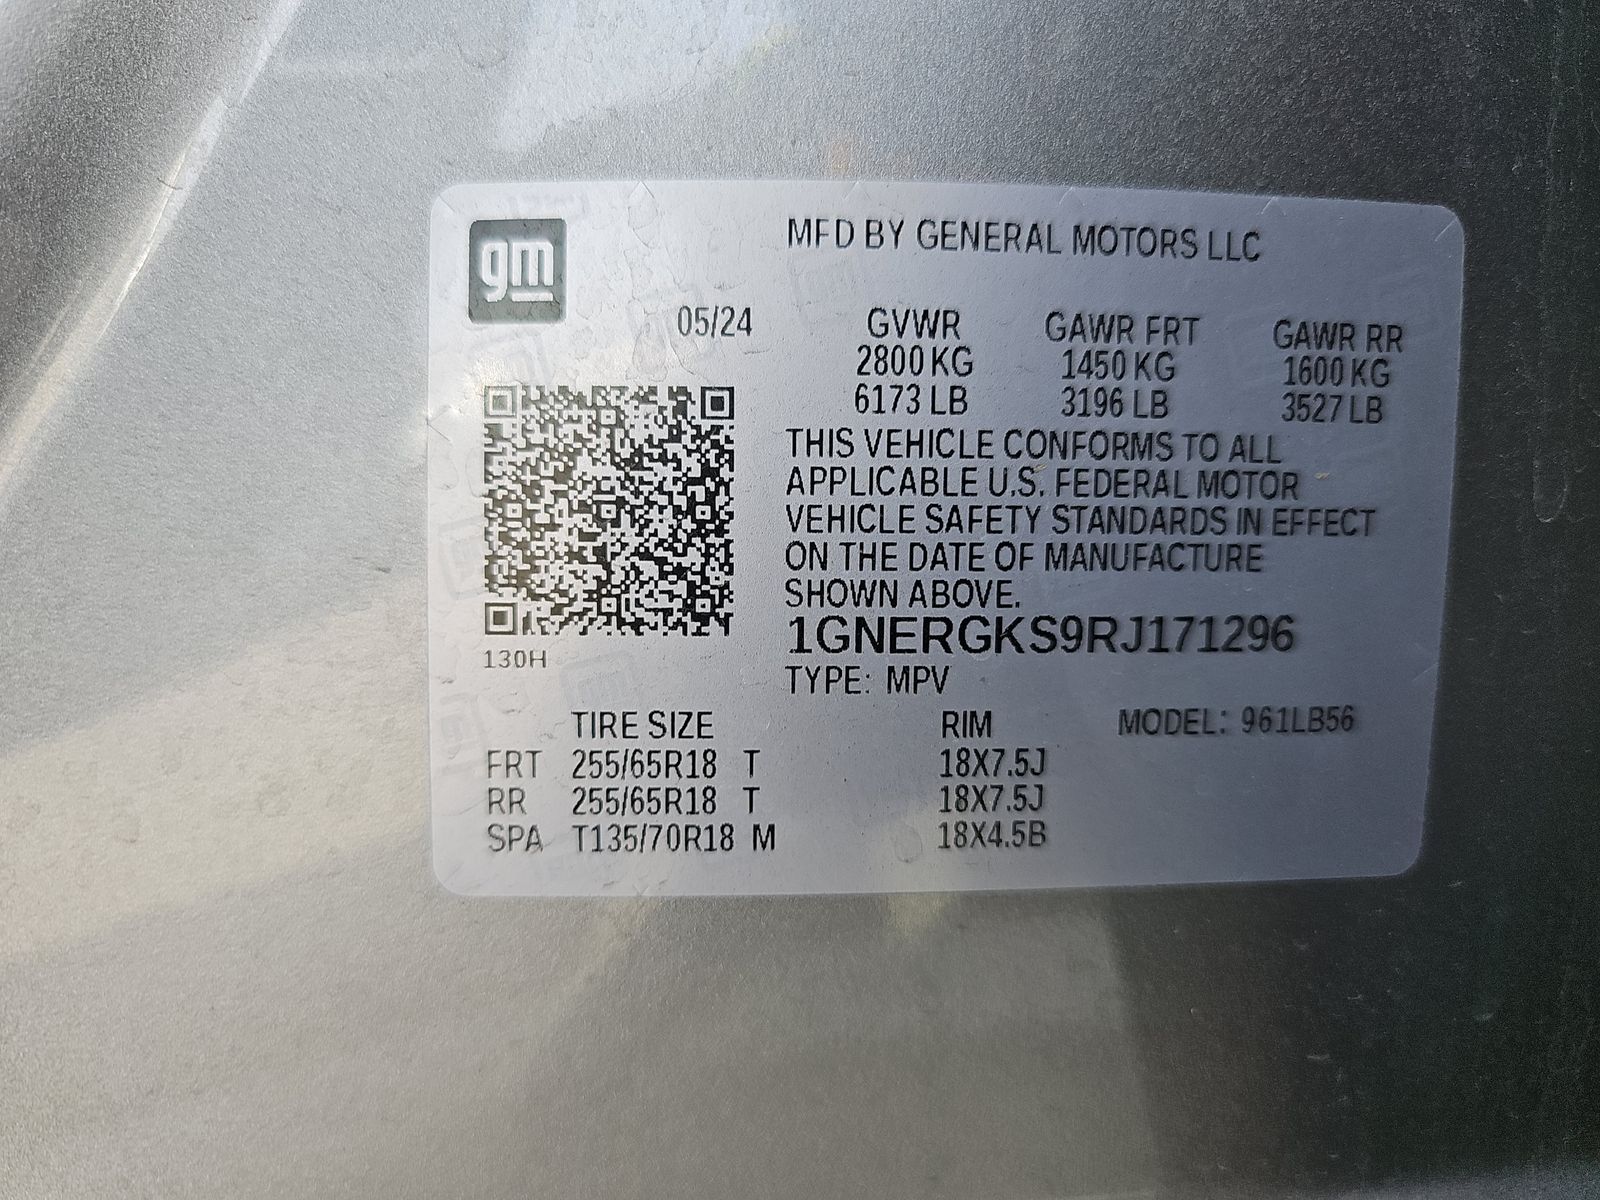 gm
MFD BY GENERAL MOTORS LLC
05/24
GVWR GAWR FRT GAWR RR
2800 KG 1450 KG 1600 KG
6173 LB 3196 LB 3527 LB
THIS VEHICLE CONFORMS TO ALL
APPLICABLE U.S. FEDERAL MOTOR
VEHICLE SAFETY STANDARDS IN EFFECT
ON THE DATE OF MANUFACTURE
SHOWN ABOVE.
1GNERGKS9RJ171296
130H
TYPE: MPV
TIRE SIZE RIM MODEL: 961LB56
FRT 255/65R18 T 18X7.5J
RR 255/65R18 T 18X7.5J
SPA T135/70R18 M 18X4.5B